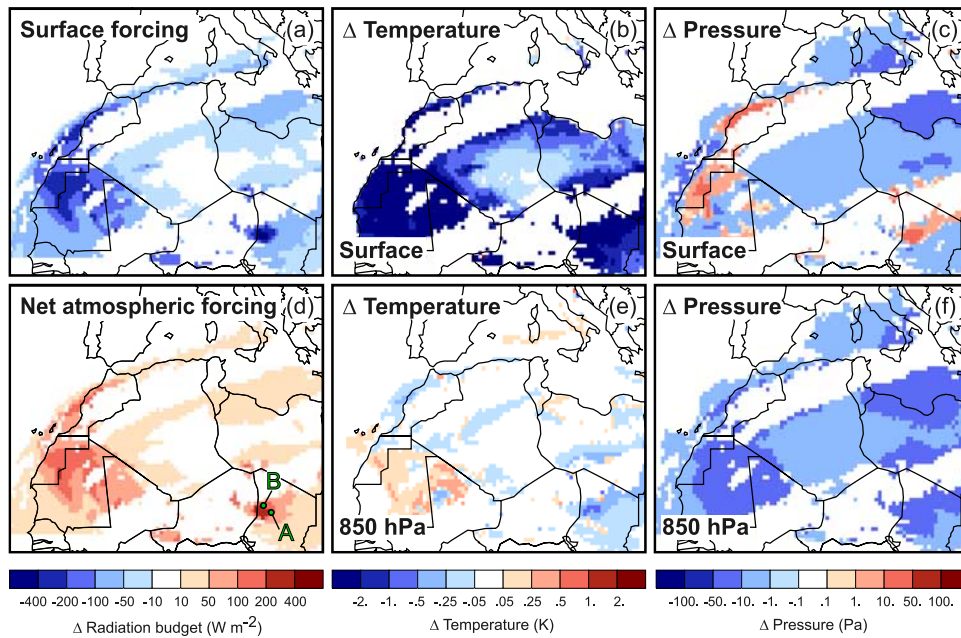 Surface forcing (a)
Δ Temperature (b)
Surface
Δ Pressure (c)
Surface
Net atmospheric forcing (d)
B
A
Δ Temperature (e)
850 hPa
Δ Pressure (f)
850 hPa
-400 -200 -100 -50 -10 10 50 100 200 400
Δ Radiation budget (W m⁻²)
-2. -1. -.5 -.25 -.05 .05 .25 .5 1. 2.
Δ Temperature (K)
-100. -50. -10. -1. -.1 .1 1. 10. 50. 100.
Δ Pressure (Pa)